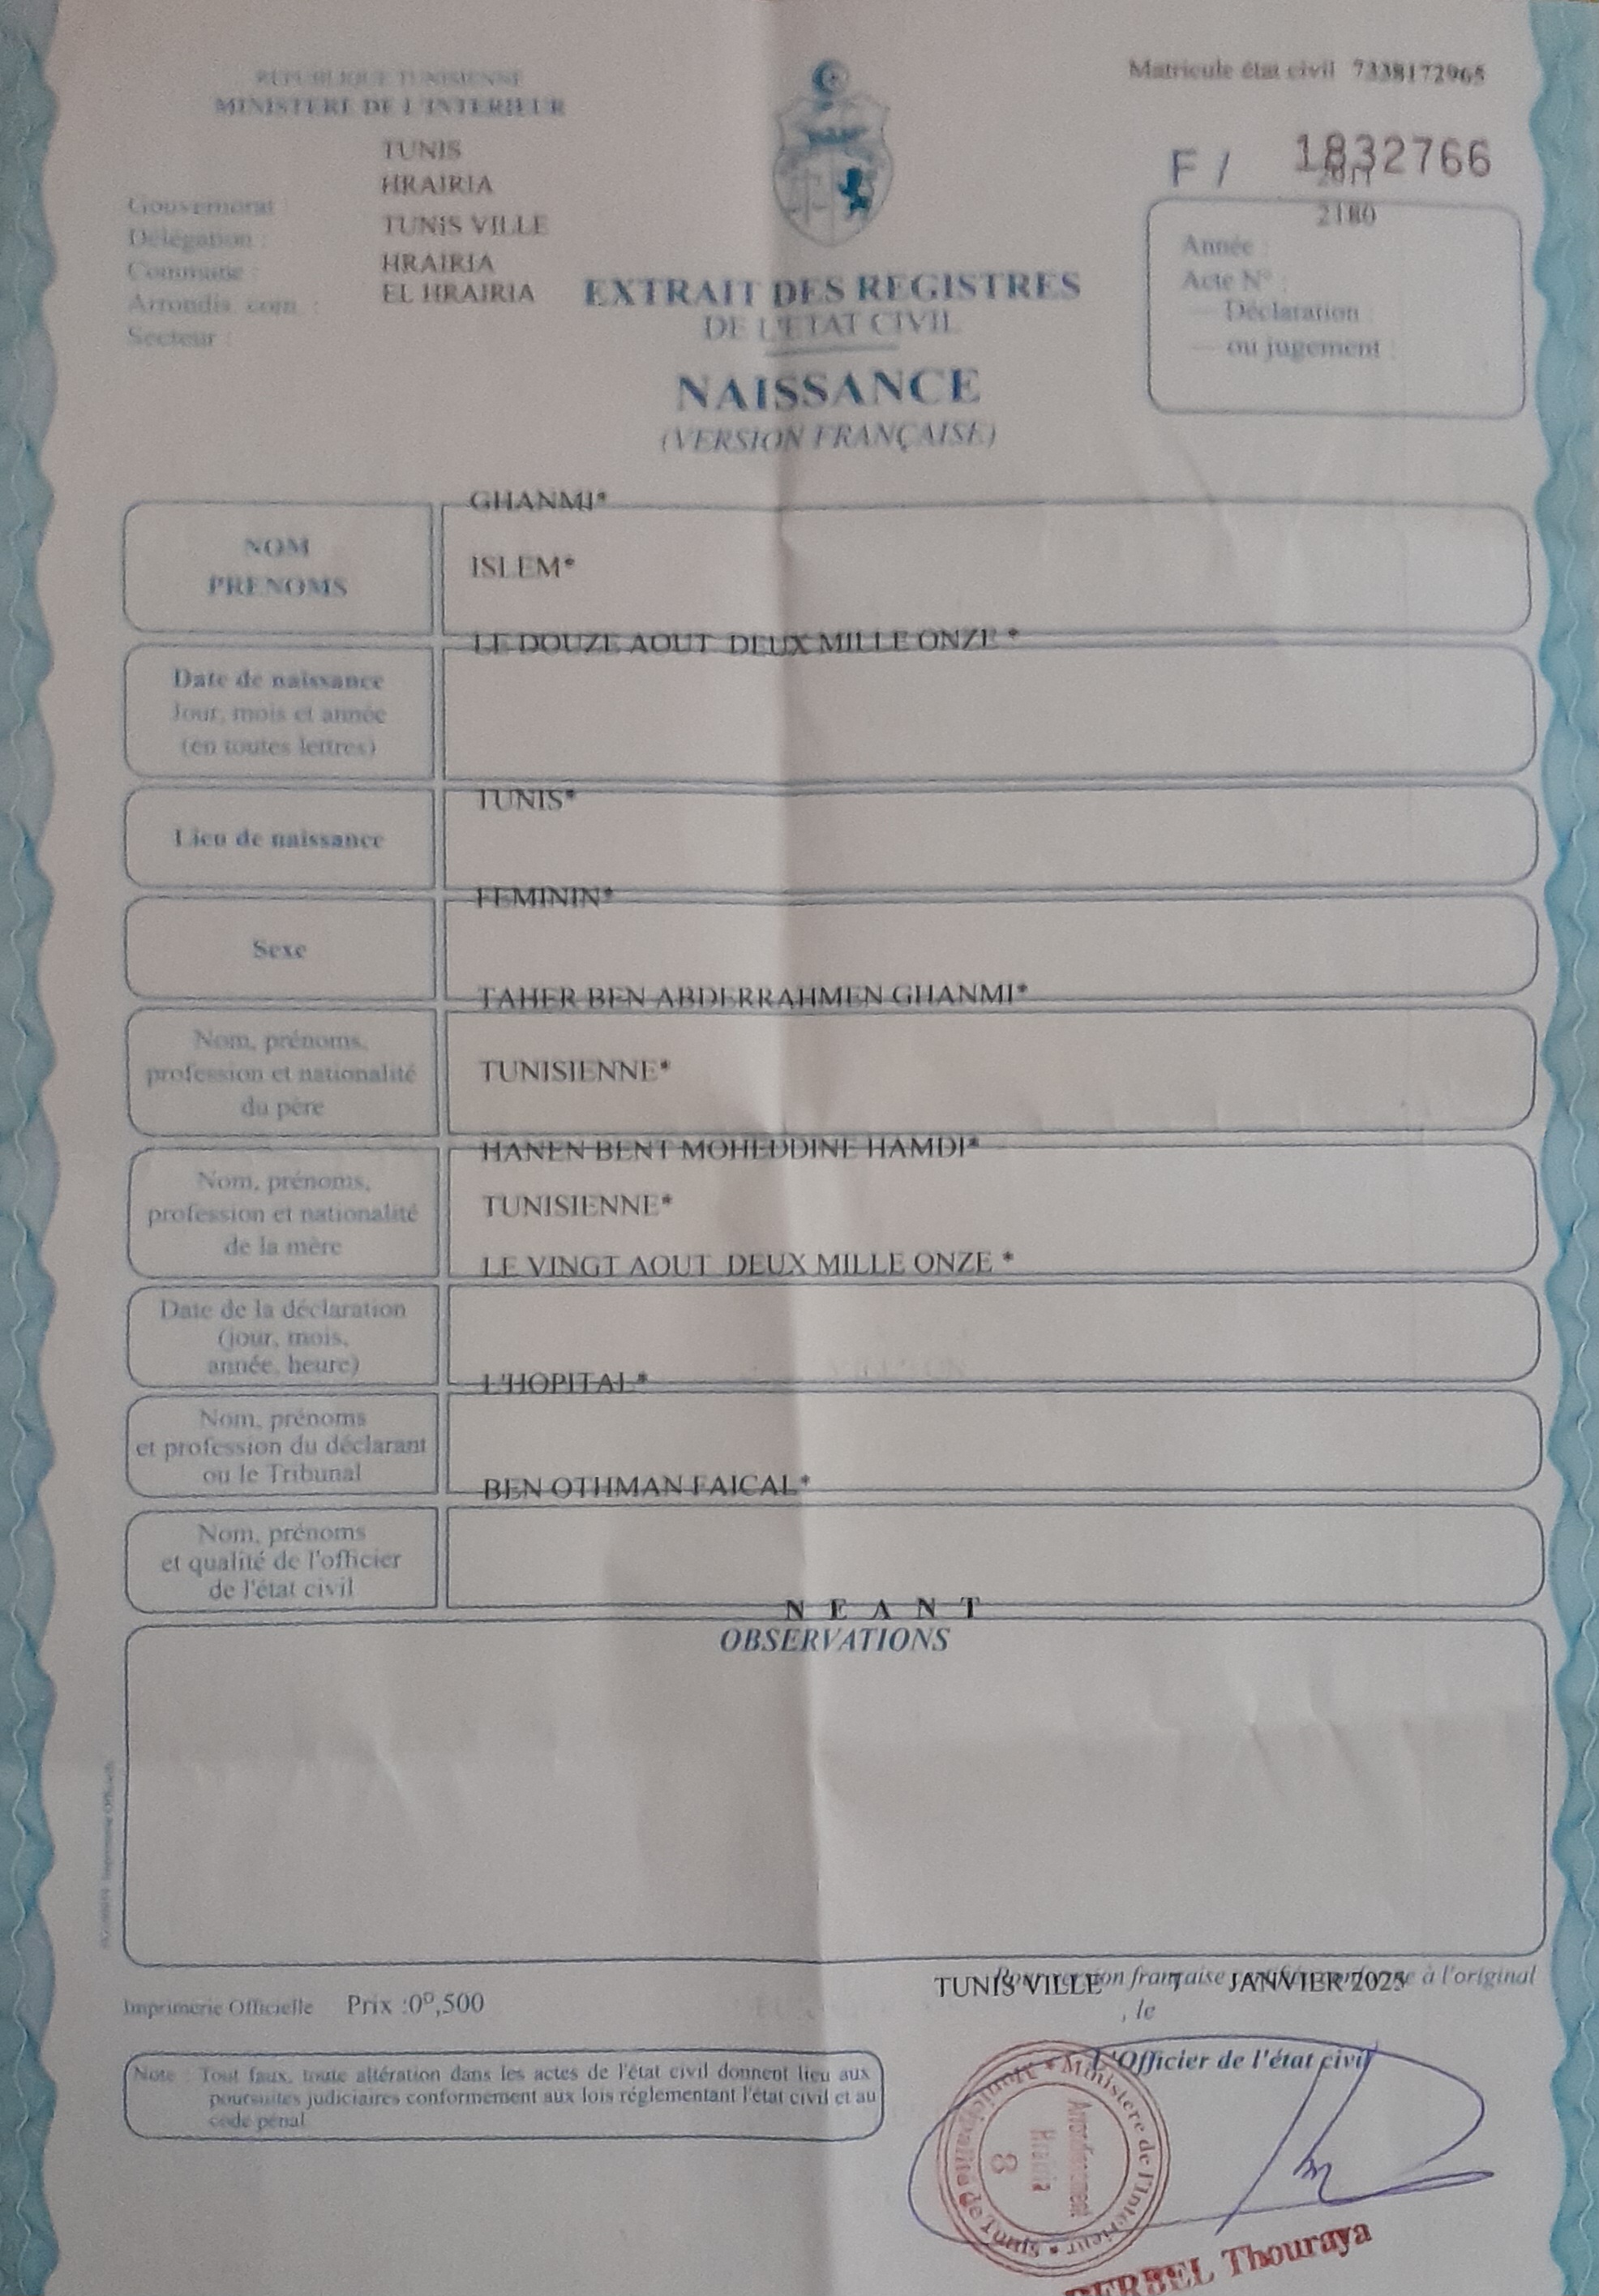 REPUBLIQUE TUNISIENNE
MINISTERE DE L'INTERIEUR
Matricule état civil 7338172965
F / 1832766
TUNIS
HRAIRIA
TUNIS VILLE
HRAIRIA
EL HRAIRIA
Gouvernorat :
Délégation :
Commune :
Arrondis. com. :
Secteur :
2011
2180
Année :
Acte N° :
— Déclaration :
— ou jugement :
EXTRAIT DES REGISTRES
DE L'ETAT CIVIL
NAISSANCE
(VERSION FRANÇAISE)
NOM
PRENOMS
GHANMI*
ISLEM*
Date de naissance
Jour, mois et année
(en toutes lettres)
LE DOUZE AOUT DEUX MILLE ONZE *
Lieu de naissance
TUNIS*
Sexe
FEMININ*
Nom, prénoms,
profession et nationalité
du père
TAHER BEN ABDERRAHMEN GHANMI*
TUNISIENNE*
Nom, prénoms,
profession et nationalité
de la mère
HANEN BENT MOHEDDINE HAMDI*
TUNISIENNE*
Date de la déclaration
(jour, mois,
année, heure)
LE VINGT AOUT DEUX MILLE ONZE *
Nom, prénoms
et profession du déclarant
ou le Tribunal
L'HOPITAL*
Nom, prénoms
et qualité de l'officier
de l'état civil
BEN OTHMAN FAICAL*
N E A N T
OBSERVATIONS
Imprimerie Officielle Prix :0ᴰ,500
Pour version française certifiée conforme à l'original
TUNIS VILLE 7 JANVIER 2025
, le
L'Officier de l'état civil
Note : Tout faux, toute altération dans les actes de l'état civil donnent lieu aux
poursuites judiciaires conformement aux lois réglementant l'état civil et au
code pénal
Ministère de l'Intérieur * Municipalité de Tunis *
Arrondissement
Hrairia
8
BERBEL Thouraya